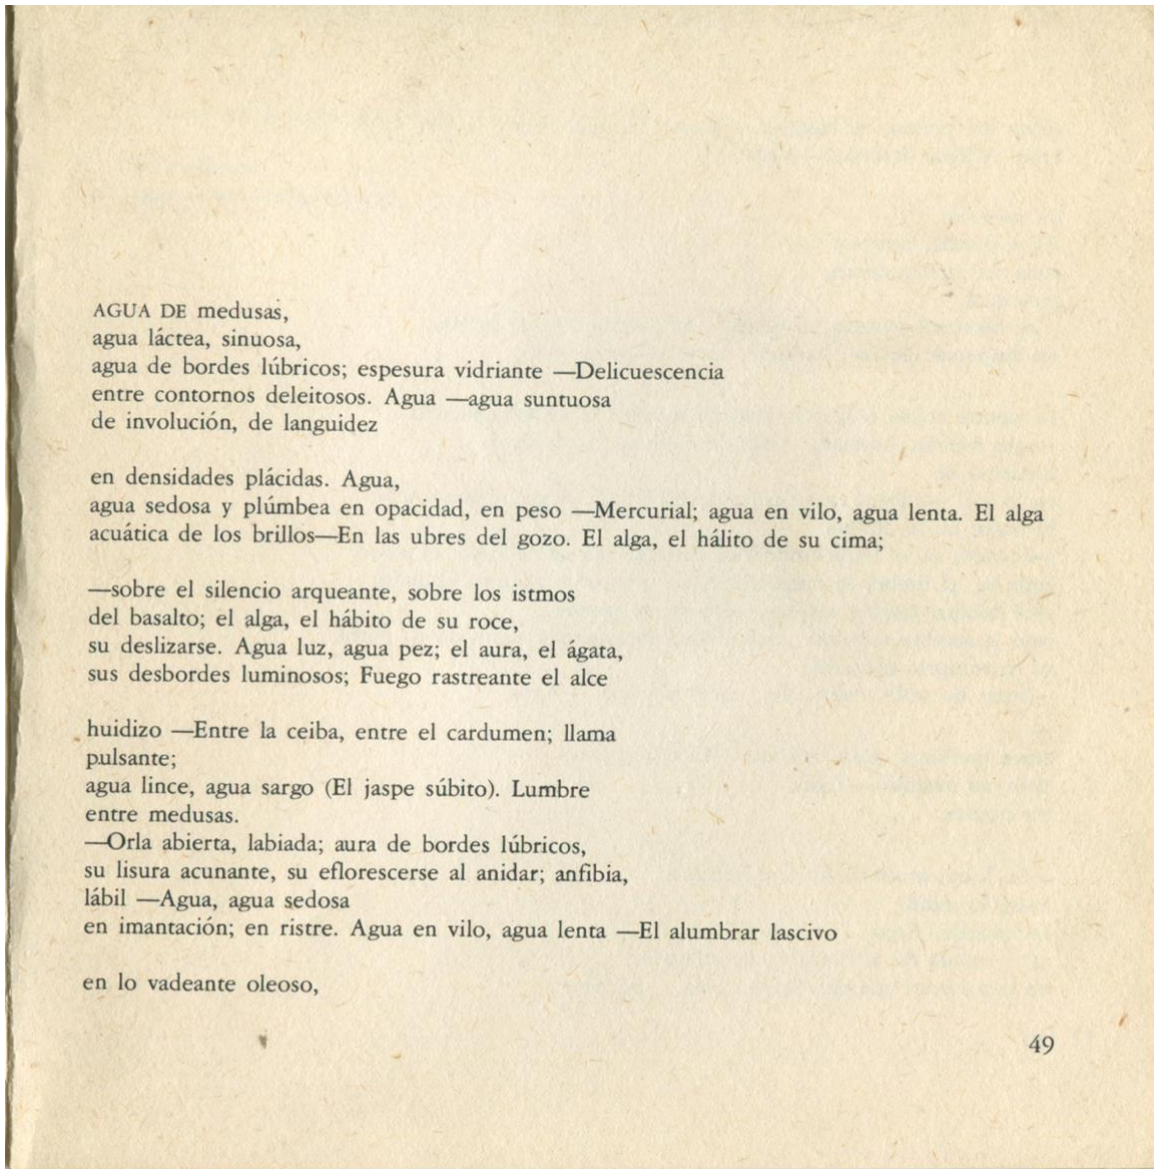 AGUA DE medusas,
agua láctea, sinuosa,
agua de bordes lúbricos; espesura vidriante —Delicuescencia
entre contornos deleitosos. Agua —agua suntuosa
de involución, de languidez
en densidades plácidas. Agua,
agua sedosa y plúmbea en opacidad, en peso —Mercurial; agua en vilo, agua lenta. El alga
acuática de los brillos—En las ubres del gozo. El alga, el hálito de su cima;
—sobre el silencio arqueante, sobre los istmos
del basalto; el alga, el hábito de su roce,
su deslizarse. Agua luz, agua pez; el aura, el ágata,
sus desbordes luminosos; Fuego rastreante el alce
huidizo —Entre la ceiba, entre el cardumen; llama
pulsante;
agua lince, agua sargo (El jaspe súbito). Lumbre
entre medusas.
—Orla abierta, labiada; aura de bordes lúbricos,
su lisura acunante, su eflorescerse al anidar; anfibia,
lábil —Agua, agua sedosa
en imantación; en ristre. Agua en vilo, agua lenta —El alumbrar lascivo
en lo vadeante oleoso,
49